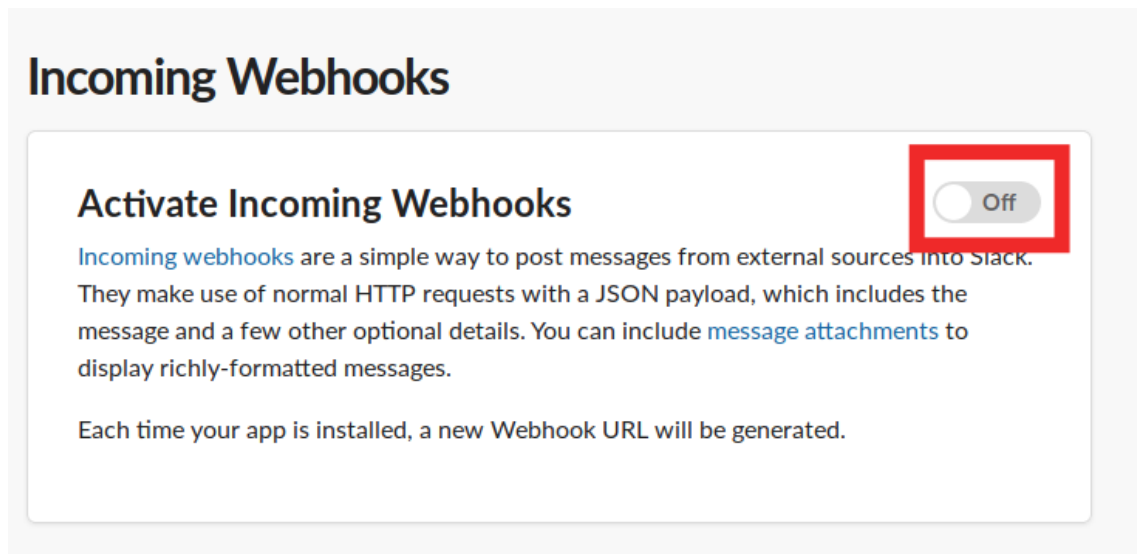 Incoming Webhooks
Activate Incoming Webhooks
Off
Incoming webhooks are a simple way to post messages from external sources into Slack.
They make use of normal HTTP requests with a JSON payload, which includes the
message and a few other optional details. You can include message attachments to
display richly-formatted messages.
Each time your app is installed, a new Webhook URL will be generated.